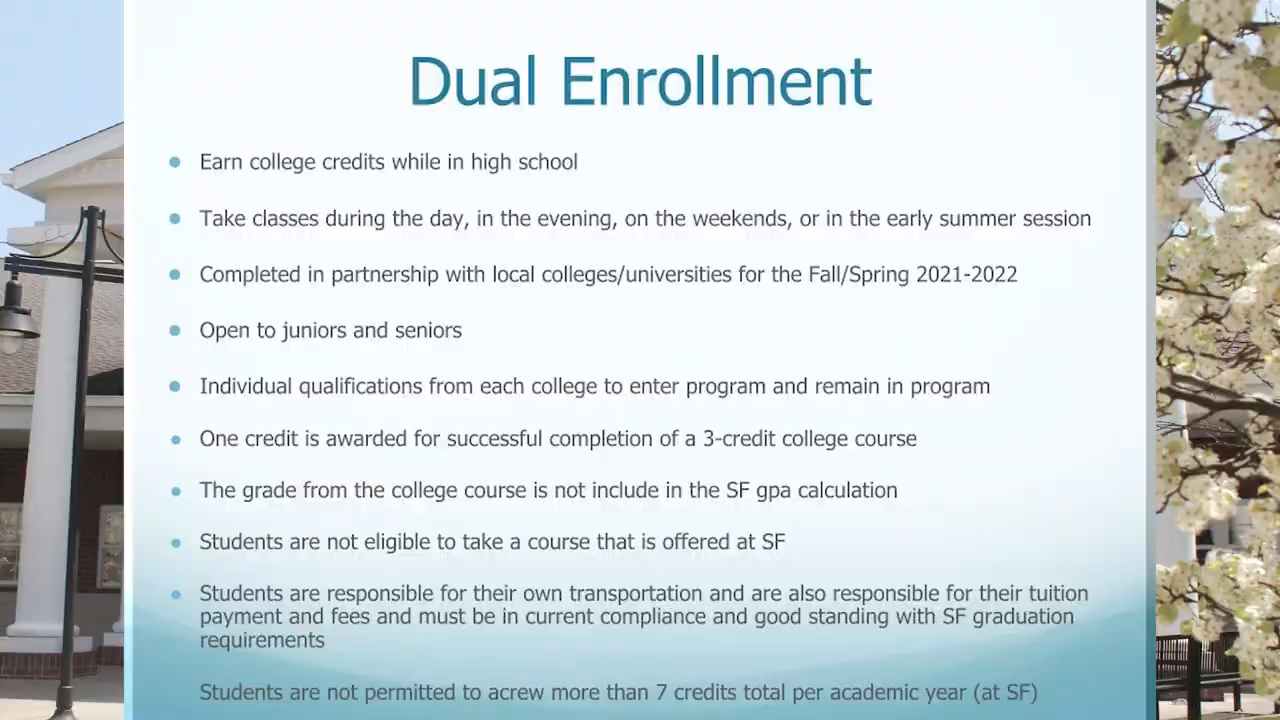 Dual Enrollment
Earn college credits while in high school
Take classes during the day, in the evening, on the weekends, or in the early summer session
Completed in partnership with local colleges/universities for the Fall/Spring 2021-2022
Open to juniors and seniors
Individual qualifications from each college to enter program and remain in program
One credit is awarded for successful completion of a 3-credit college course
The grade from the college course is not include in the SF gpa calculation
Students are not eligible to take a course that is offered at SF
Students are responsible for their own transportation and are also responsible for their tuition
payment and fees and must be in current compliance and good standing with SF graduation
requirements
Students are not permitted to acrew more than 7 credits total per academic year (at SF)